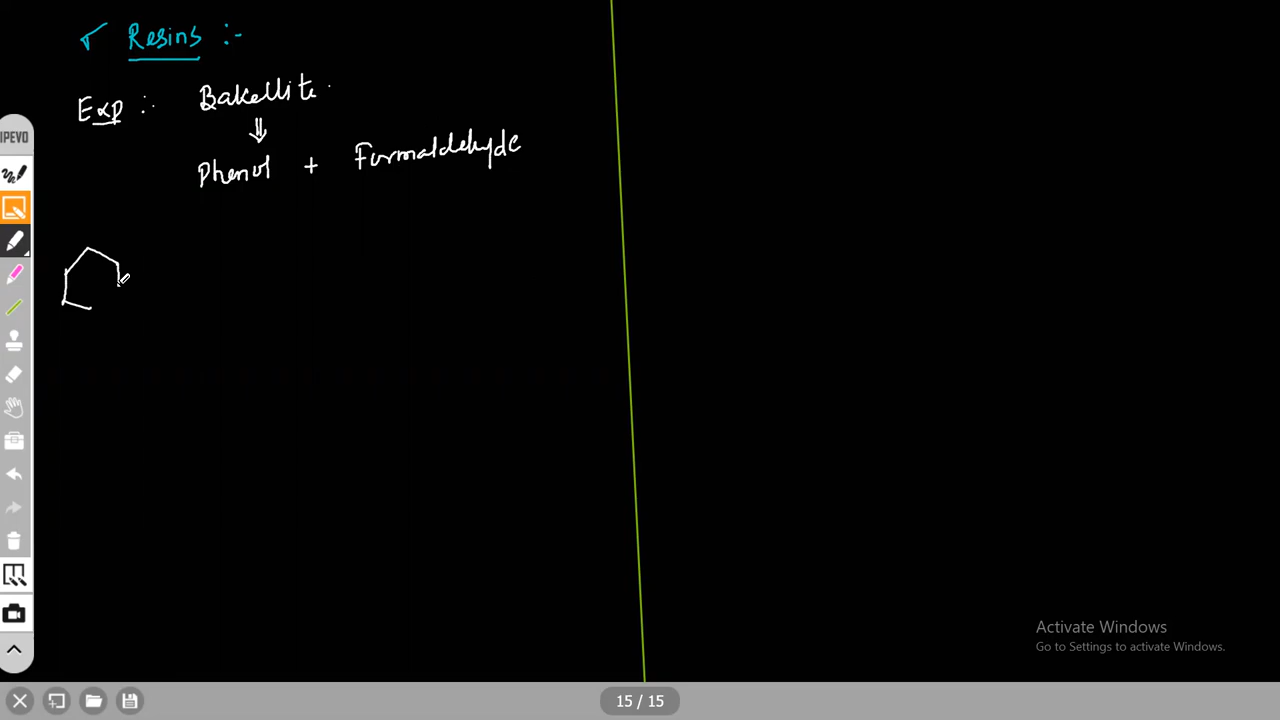 Resins :-
Exp :- Bakellite
Phenol + Formaldehyde
IPEVO
Activate Windows
Go to Settings to activate Windows.
15 / 15